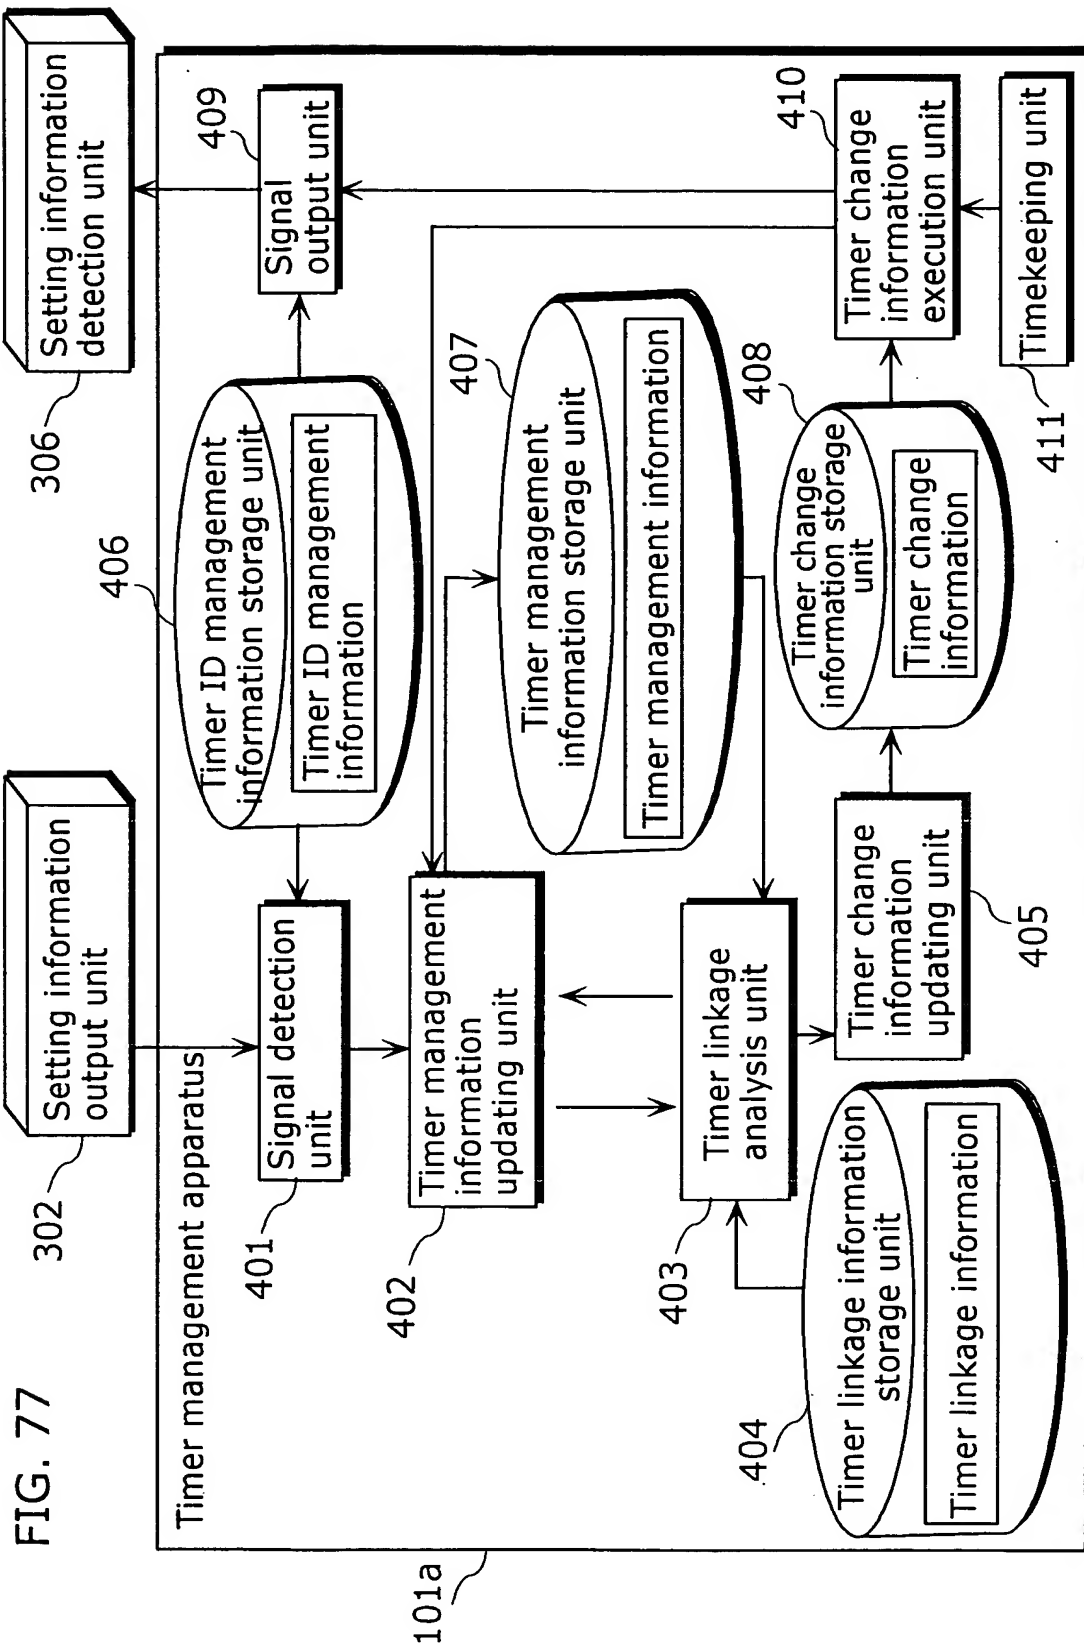 FIG. 77
302
Setting information
output unit
306
Setting information
detection unit
101a
Timer management apparatus
401
Signal detection
unit
406
Timer ID management
information storage unit
Timer ID management
information
409
Signal
output unit
402
Timer management
information
updating unit
407
Timer management
information storage unit
Timer management information
403
Timer linkage
analysis unit
404
Timer linkage information
storage unit
Timer linkage information
405
Timer change
information
updating unit
408
Timer change
information storage
unit
Timer change
information
410
Timer change
information
execution unit
411
Timekeeping unit